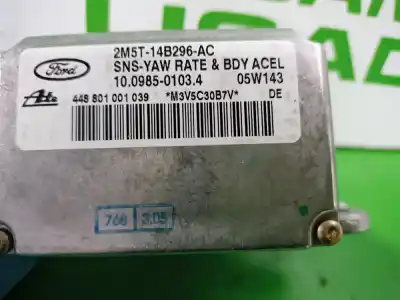 Ford
2M5T-14B296-AC
SNS-YAW RATE & BDY ACEL
10.0985-0103.4 05W143
Ate 448 801 001 039 *M3V5C30B7V* DE
768 3.05